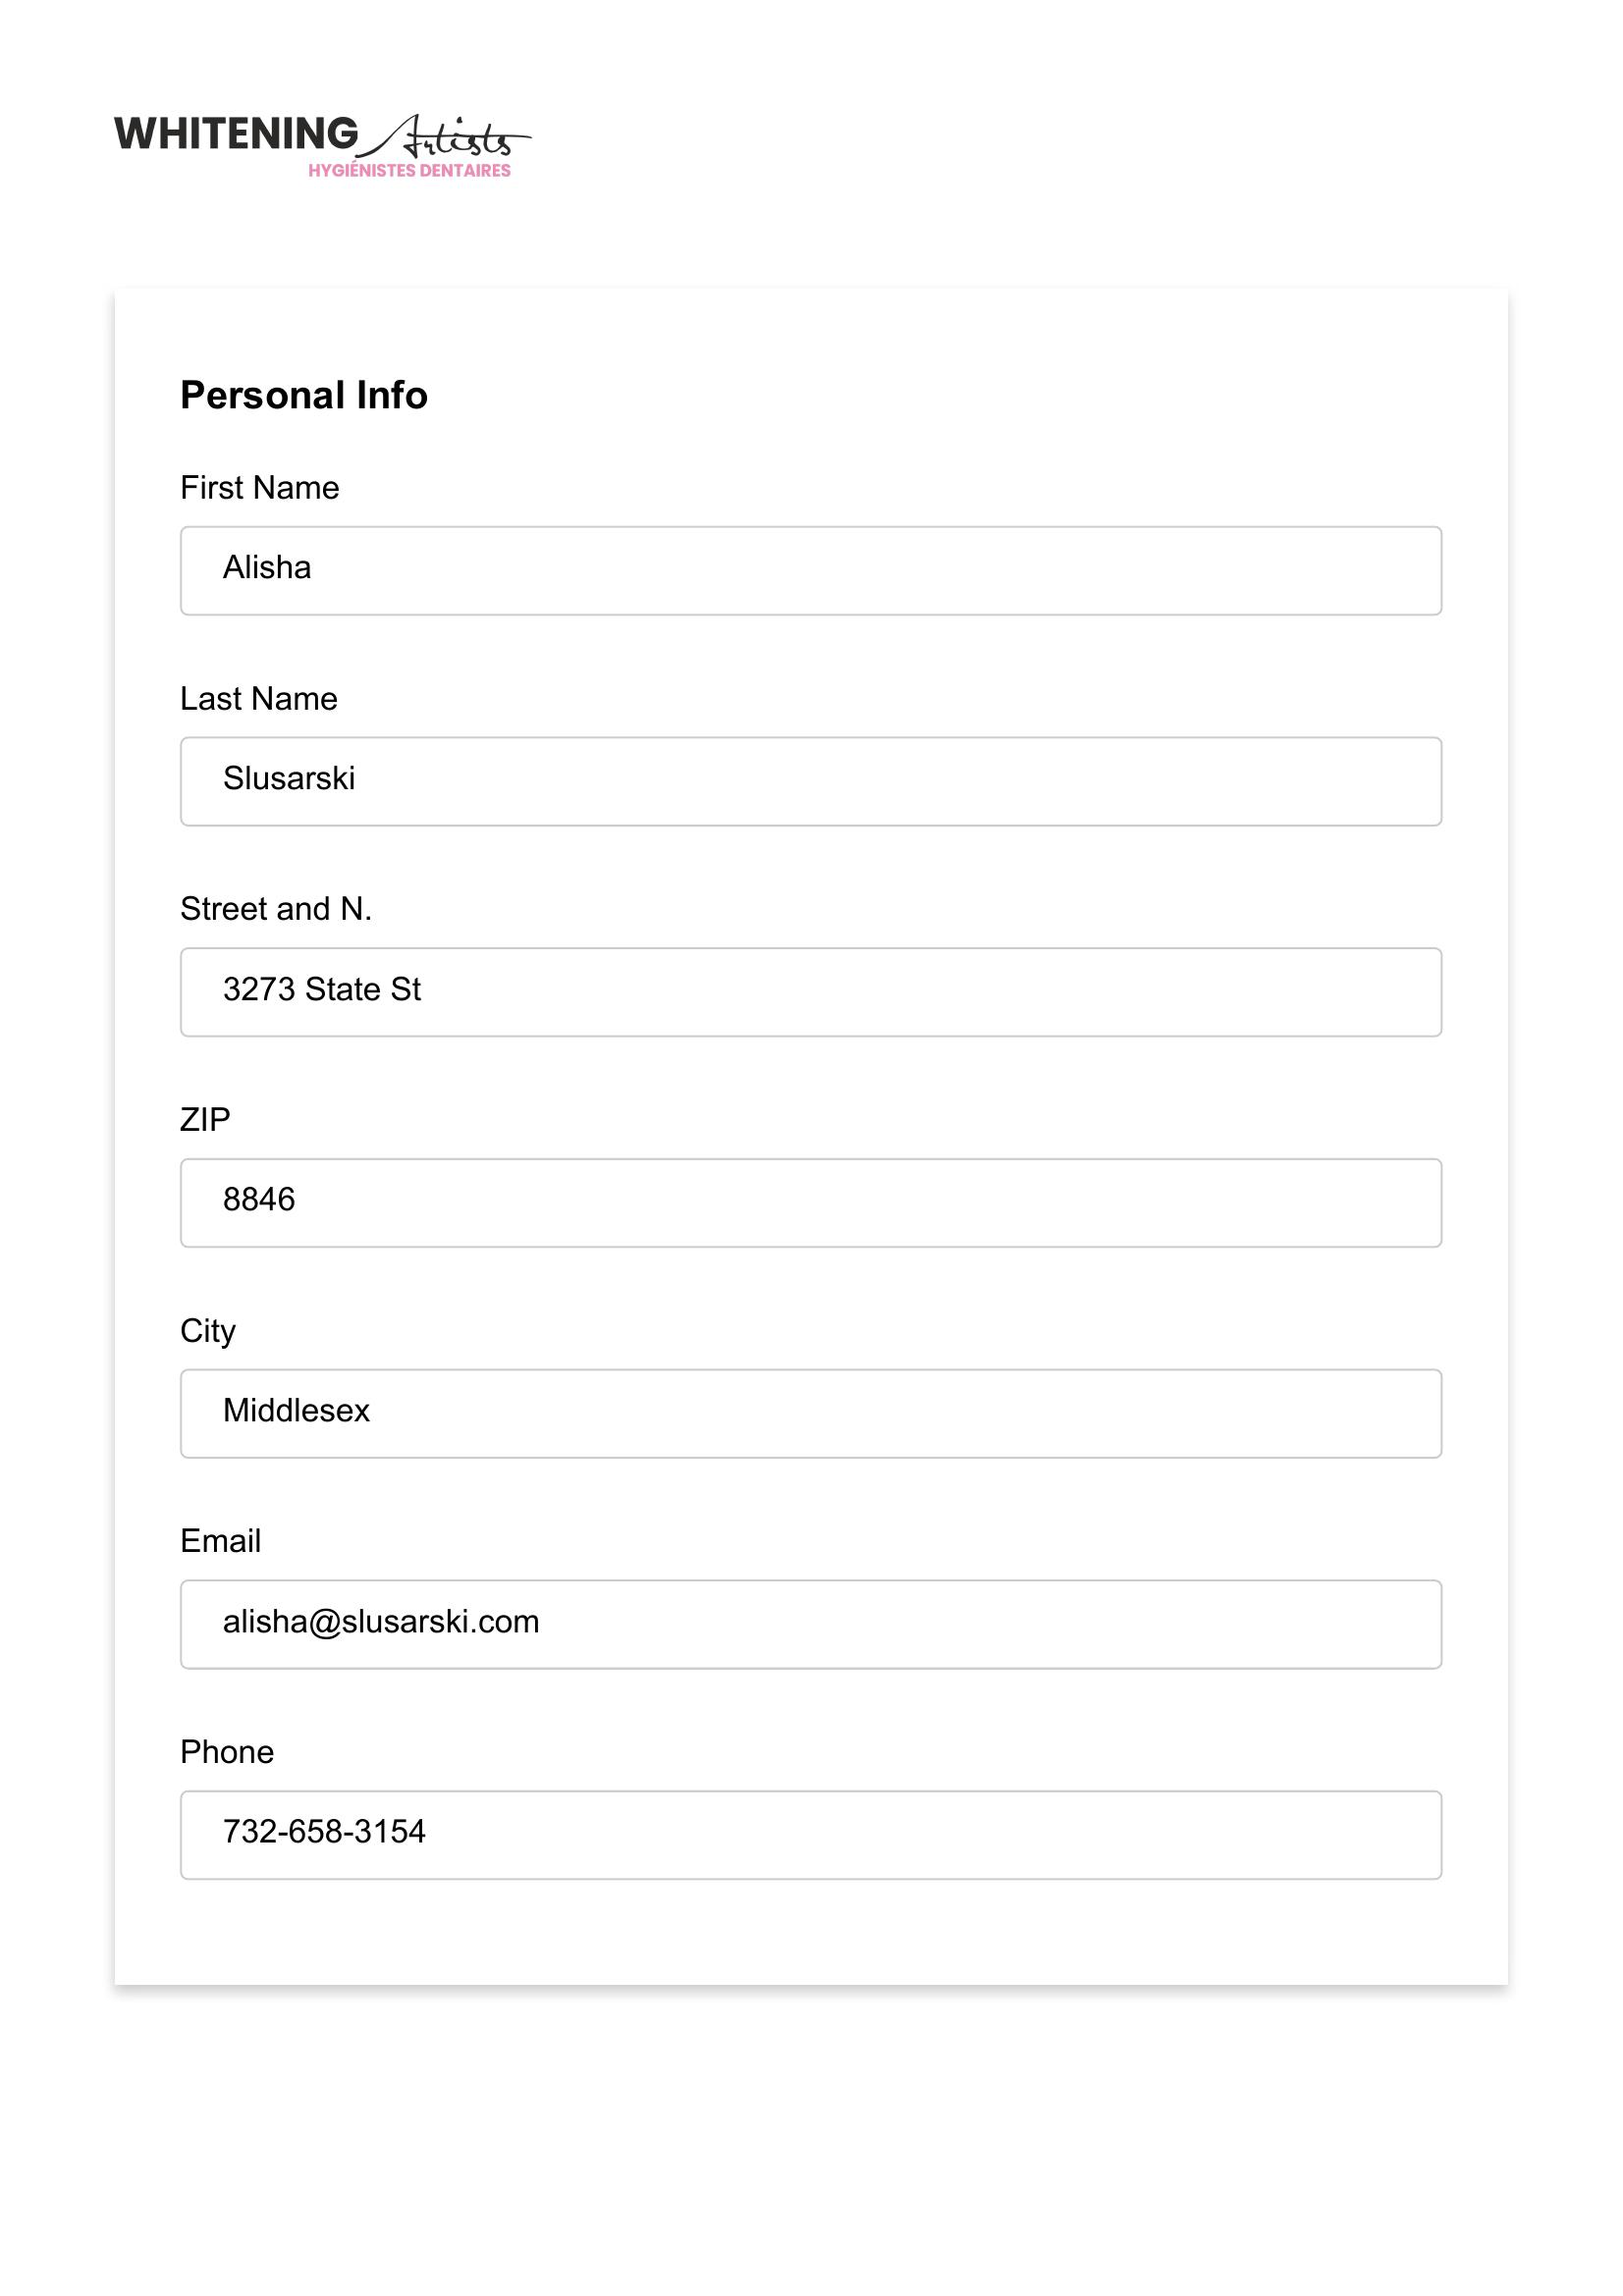 WHITENING Artists
HYGIÉNISTES DENTAIRES
Personal Info
First Name
Alisha
Last Name
Slusarski
Street and N.
3273 State St
ZIP
8846
City
Middlesex
Email
alisha@slusarski.com
Phone
732-658-3154